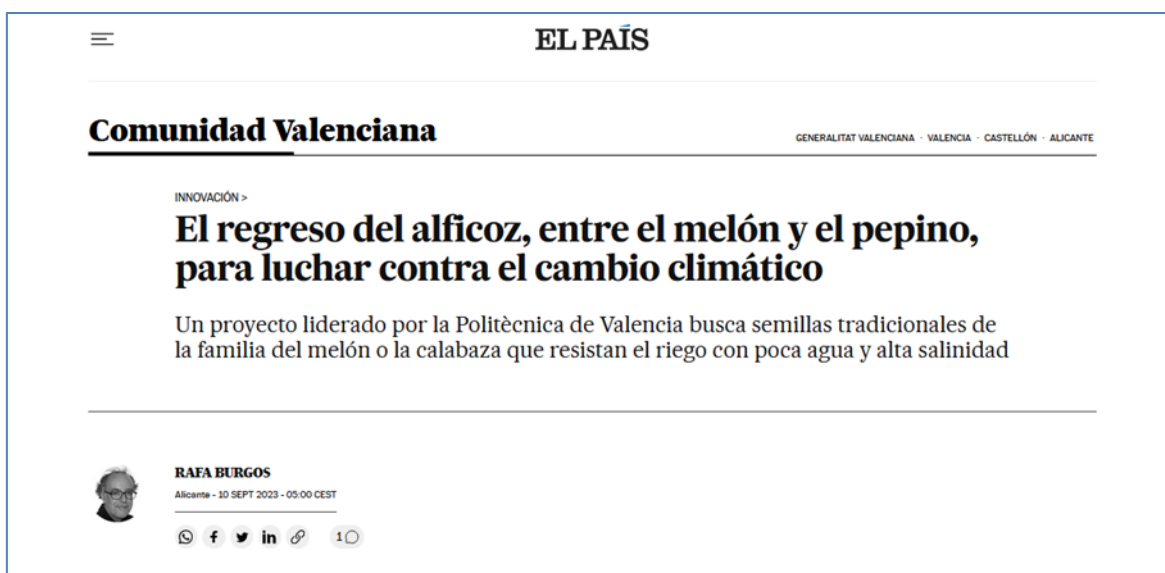 EL PAÍS
Comunidad Valenciana
GENERALITAT VALENCIANA · VALENCIA · CASTELLÓN · ALICANTE
INNOVACIÓN >
El regreso del alficoz, entre el melón y el pepino,
para luchar contra el cambio climático
Un proyecto liderado por la Politècnica de Valencia busca semillas tradicionales de
la familia del melón o la calabaza que resistan el riego con poca agua y alta salinidad
RAFA BURGOS
Alicante - 10 SEPT 2023 - 05:00 CEST
1